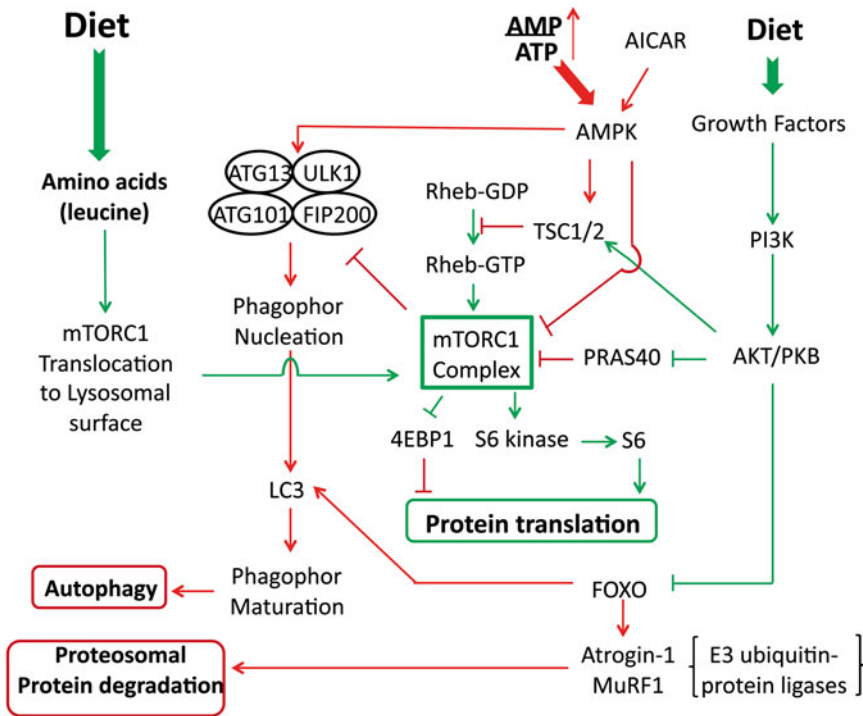 Diet
Amino acids
(leucine)
mTORC1
Translocation
to Lysosomal
surface
AMP
ATP
AICAR
AMPK
ATG13 ULK1
ATG101 FIP200
Phagophor
Nucleation
LC3
Phagophor
Maturation
Autophagy
Rheb-GDP
TSC1/2
Rheb-GTP
mTORC1
Complex
PRAS40
4EBP1
S6 kinase
S6
Protein translation
Diet
Growth Factors
PI3K
AKT/PKB
FOXO
Atrogin-1
MuRF1
E3 ubiquitin-
protein ligases
Proteosomal
Protein degradation